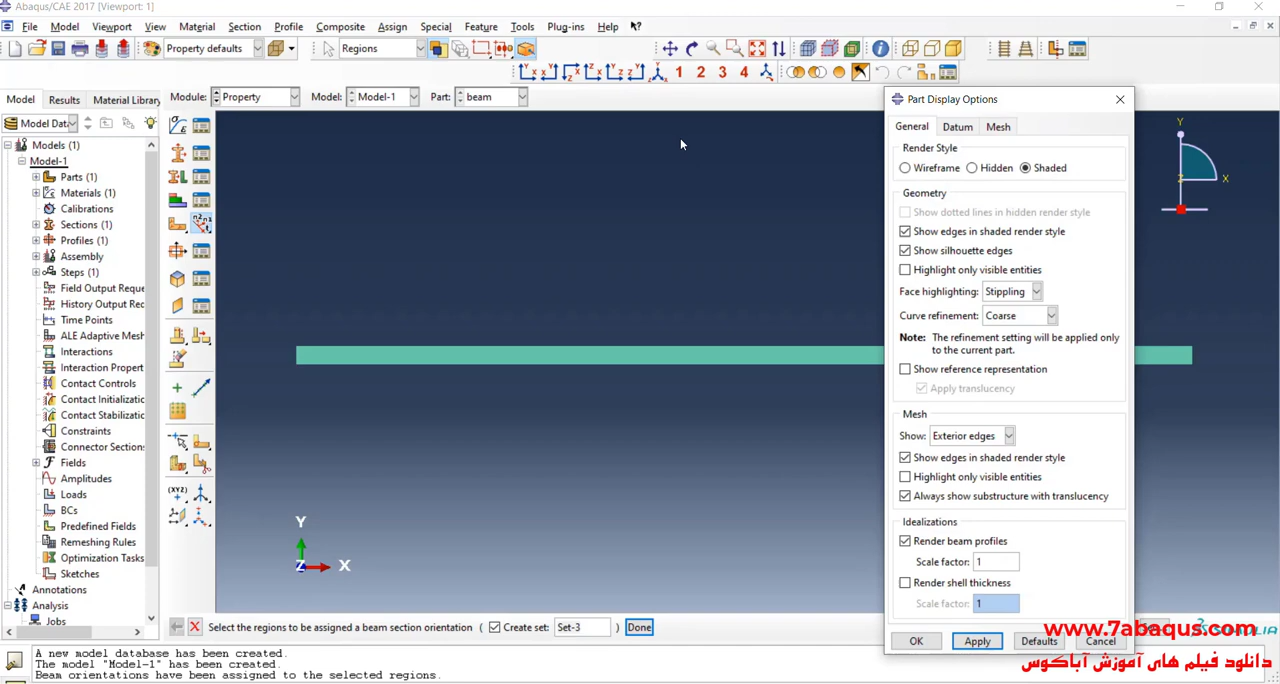 Abaqus/CAE 2017 [Viewport: 1]
File Model Viewport View Material Section Profile Composite Assign Special Feature Tools Plug-ins Help
Property defaults Regions
1 2 3 4
Model Results Material Library Module: Property Model: Model-1 Part: beam
Model Data
Models (1)
Model-1
Parts (1)
Materials (1)
Calibrations
Sections (1)
Profiles (1)
Assembly
Steps (1)
Field Output Reque
History Output Req
Time Points
ALE Adaptive Mesh
Interactions
Interaction Propert
Contact Controls
Contact Initializatio
Contact Stabilizatio
Constraints
Connector Sections
Fields
Amplitudes
Loads
BCs
Predefined Fields
Remeshing Rules
Optimization Tasks
Sketches
Annotations
Analysis
Jobs
(XYZ)
Y
X
Z
Y
X
Z
Part Display Options
General Datum Mesh
Render Style
Wireframe Hidden Shaded
Geometry
Show dotted lines in hidden render style
Show edges in shaded render style
Show silhouette edges
Highlight only visible entities
Face highlighting: Stippling
Curve refinement: Coarse
Note: The refinement setting will be applied only
to the current part.
Show reference representation
Apply translucency
Mesh
Show: Exterior edges
Show edges in shaded render style
Highlight only visible entities
Always show substructure with translucency
Idealizations
Render beam profiles
Scale factor: 1
Render shell thickness
Scale factor: 1
OK Apply Defaults Cancel
Select the regions to be assigned a beam section orientation ( Create set: Set-3 ) Done
www.7abaqus.com
دانلود فیلم های آموزش آباکوس
A new model database has been created.
The model "Model-1" has been created.
Beam orientations have been assigned to the selected regions.